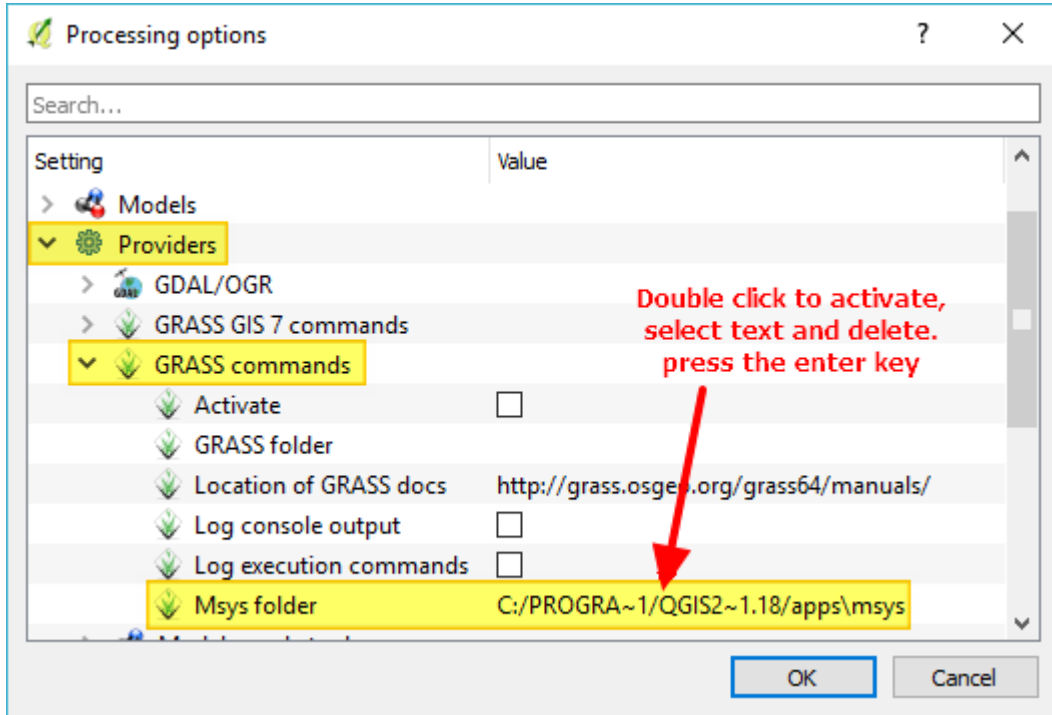 Processing options
?
Search...
Setting Value
Models
Providers
GDAL/OGR
GRASS GIS 7 commands
GRASS commands
Double click to activate,
select text and delete.
press the enter key
Activate
GRASS folder
Location of GRASS docs http://grass.osgeo.org/grass64/manuals/
Log console output
Log execution commands
Msys folder C:/PROGRA~1/QGIS2~1.18/apps\msys
OK Cancel